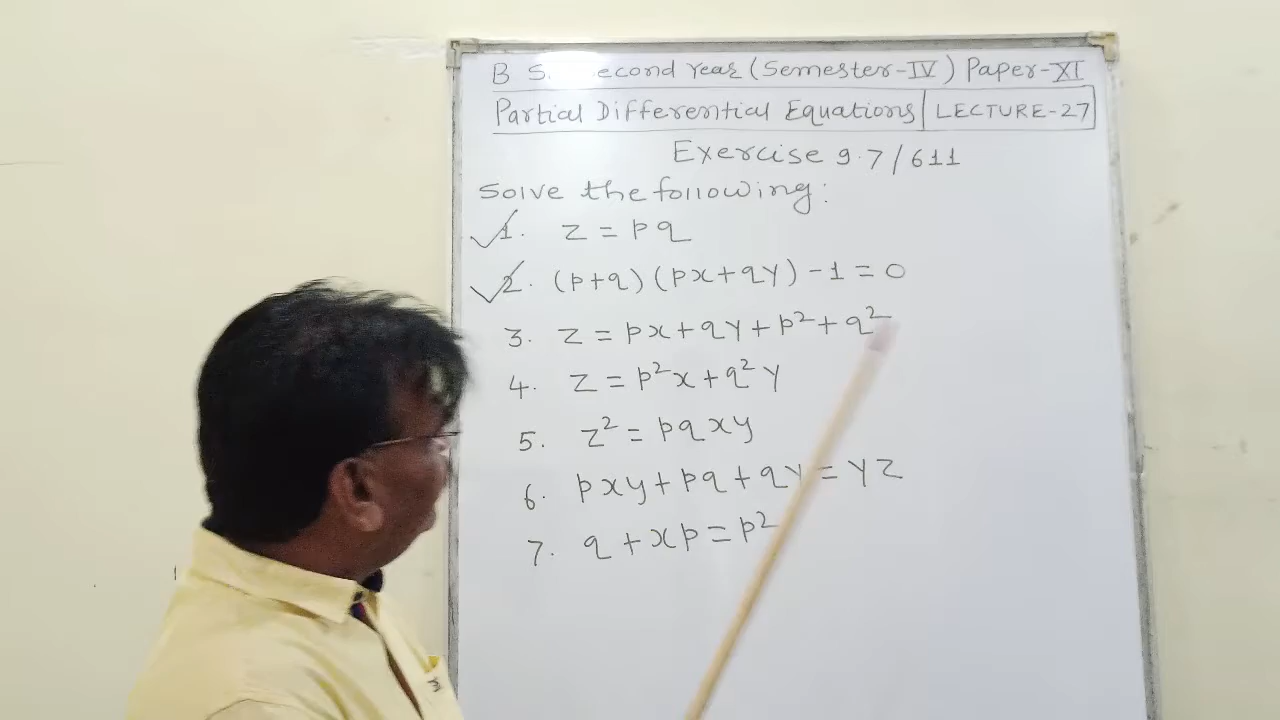 B S. econd Year (Semester-IV) Paper-XI
Partial Differential Equations | LECTURE-27
Exercise 9.7/611
Solve the following:
1. z = pq
2. (p+q)(px+qy)-1=0
3. z = px+qy+p²+q²
4. z = p²x+q²y
5. z² = pqxy
6. pxy+pq+qy=yz
7. q+xp=p²